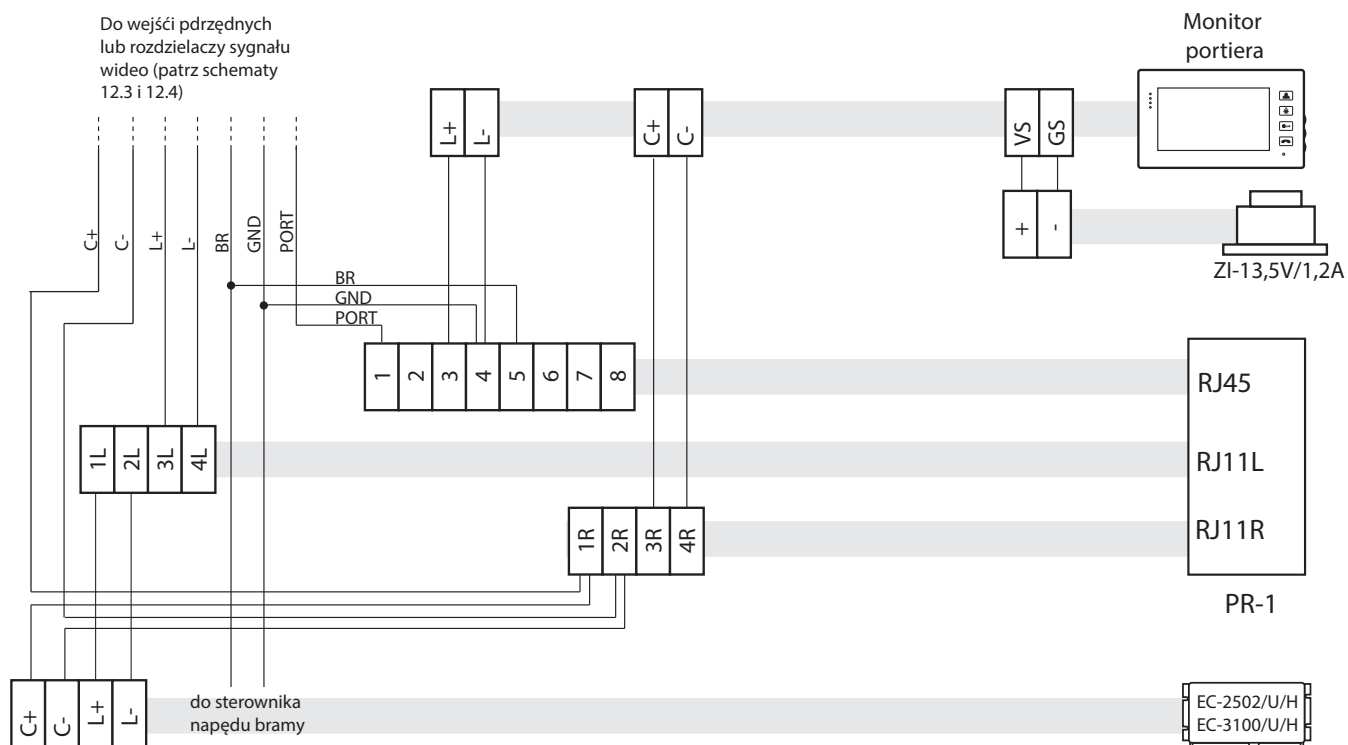 Do wejśći pdrzędnych
lub rozdzielaczy sygnału
wideo (patrz schematy
12.3 i 12.4)
Monitor
portiera
L+
L-
C+
C-
VS
GS
+
-
ZI-13,5V/1,2A
C+
C-
L+
L-
BR
GND
PORT
BR
GND
PORT
1
2
3
4
5
6
7
8
RJ45
1L
2L
3L
4L
RJ11L
1R
2R
3R
4R
RJ11R
PR-1
C+
C-
L+
L-
do sterownika
napędu bramy
EC-2502/U/H
EC-3100/U/H